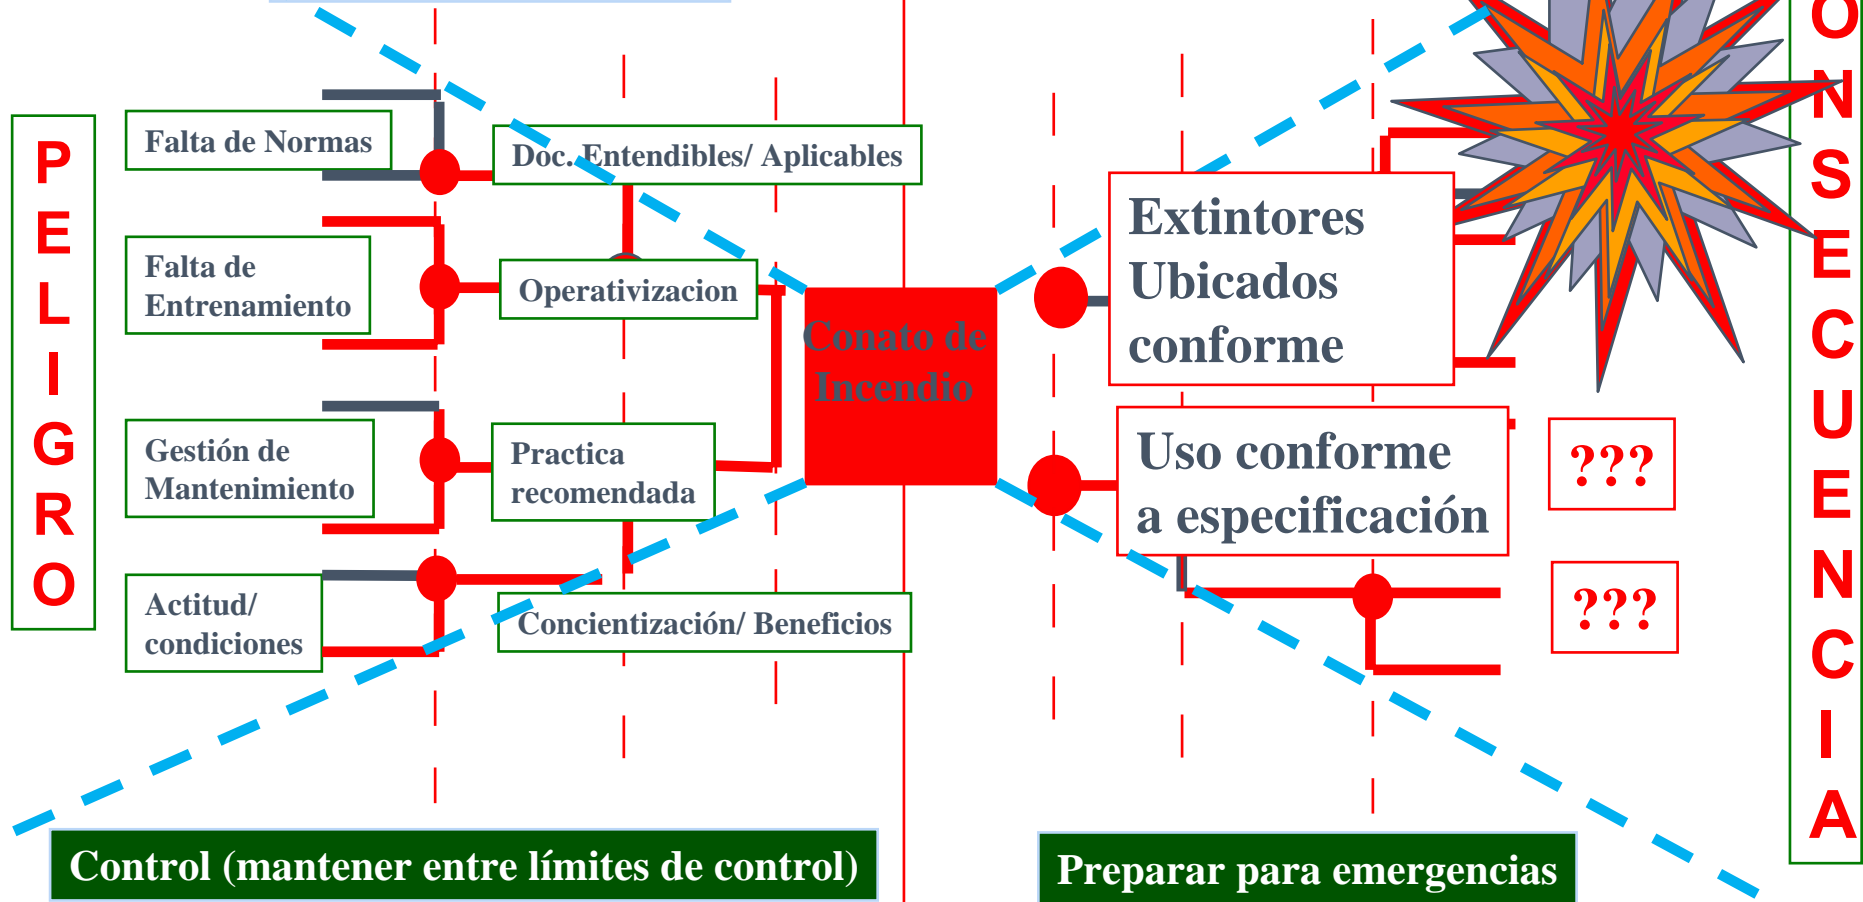 PELIGRO
Falta de Normas
Falta de
Entrenamiento
Gestión de
Mantenimiento
Actitud/
condiciones
Doc. Entendibles/ Aplicables
Operativizacion
Practica
recomendada
Concientización/ Beneficios
Conato de
Incendio
Extintores
Ubicados
conforme
Uso conforme
a especificación
???
???
ONSECUENCIA
Control (mantener entre límites de control)
Preparar para emergencias